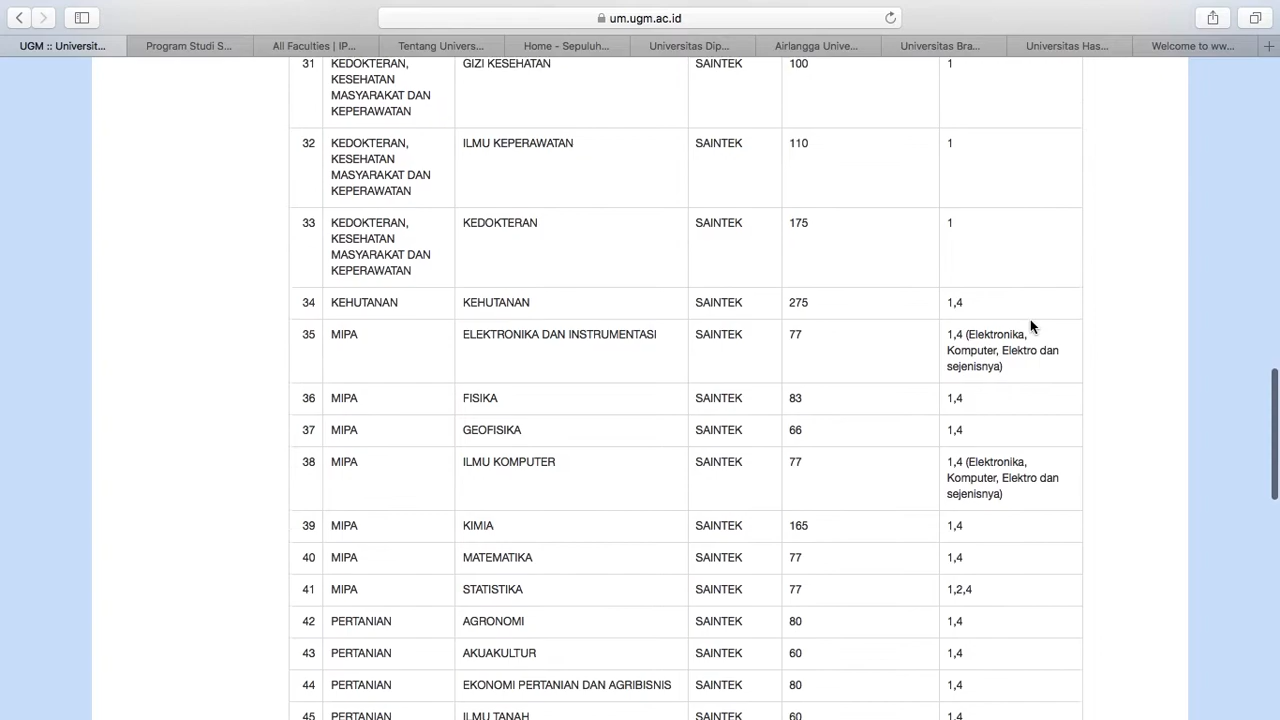 um.ugm.ac.id
UGM :: Universit...
Program Studi S...
All Faculties | IP...
Tentang Univers...
Home - Sepuluh...
Universitas Dip...
Airlangga Unive...
Universitas Bra...
Universitas Has...
Welcome to ww...
31 KEDOKTERAN, GIZI KESEHATAN SAINTEK 100 1
KESEHATAN
MASYARAKAT DAN
KEPERAWATAN
32 KEDOKTERAN, ILMU KEPERAWATAN SAINTEK 110 1
KESEHATAN
MASYARAKAT DAN
KEPERAWATAN
33 KEDOKTERAN, KEDOKTERAN SAINTEK 175 1
KESEHATAN
MASYARAKAT DAN
KEPERAWATAN
34 KEHUTANAN KEHUTANAN SAINTEK 275 1,4
35 MIPA ELEKTRONIKA DAN INSTRUMENTASI SAINTEK 77 1,4 (Elektronika,
Komputer, Elektro dan
sejenisnya)
36 MIPA FISIKA SAINTEK 83 1,4
37 MIPA GEOFISIKA SAINTEK 66 1,4
38 MIPA ILMU KOMPUTER SAINTEK 77 1,4 (Elektronika,
Komputer, Elektro dan
sejenisnya)
39 MIPA KIMIA SAINTEK 165 1,4
40 MIPA MATEMATIKA SAINTEK 77 1,4
41 MIPA STATISTIKA SAINTEK 77 1,2,4
42 PERTANIAN AGRONOMI SAINTEK 80 1,4
43 PERTANIAN AKUAKULTUR SAINTEK 60 1,4
44 PERTANIAN EKONOMI PERTANIAN DAN AGRIBISNIS SAINTEK 80 1,4
45 PERTANIAN ILMU TANAH SAINTEK 60 1,4